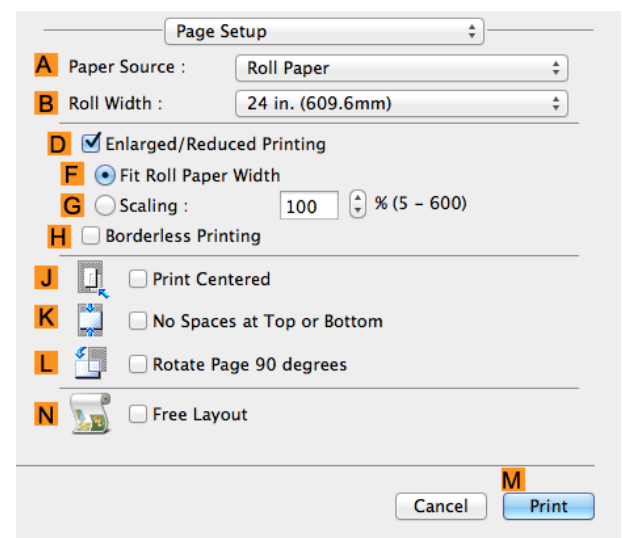 Page Setup
A Paper Source : Roll Paper
B Roll Width : 24 in. (609.6mm)
D Enlarged/Reduced Printing
F Fit Roll Paper Width
G Scaling : 100 % (5 - 600)
H Borderless Printing
J Print Centered
K No Spaces at Top or Bottom
L Rotate Page 90 degrees
N Free Layout
M
Cancel Print